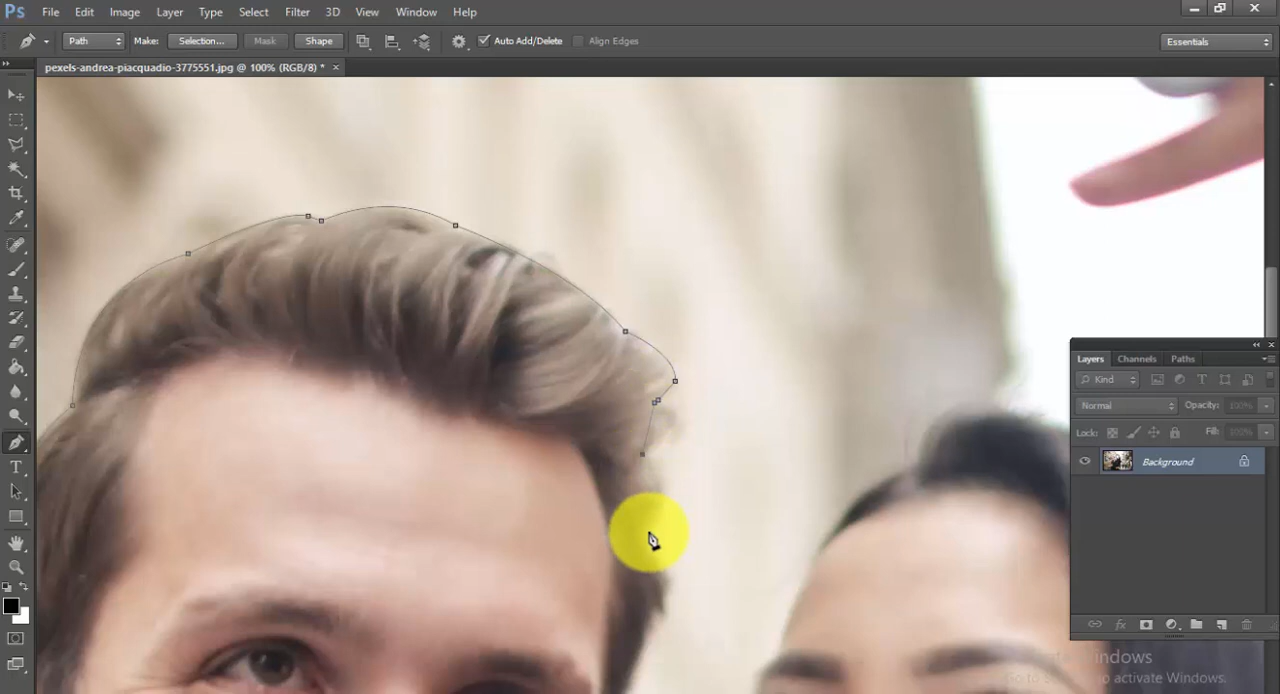 Ps File Edit Image Layer Type Select Filter 3D View Window Help
Path Make: Selection... Mask Shape Auto Add/Delete Align Edges Essentials
pexels-andrea-piacquadio-3775551.jpg @ 100% (RGB/8) * ×
Layers Channels Paths
Kind T
Normal Opacity: 100%
Lock: Fill: 100%
Background
T
fx
indows
o activate Windows.